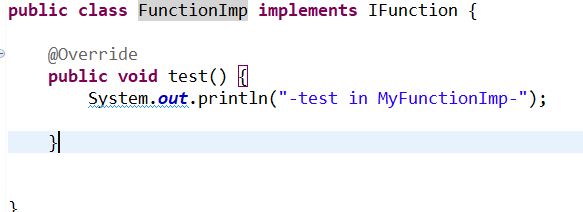 public class FunctionImp implements IFunction {
@Override
public void test() {
System.out.println("-test in MyFunctionImp-");
}
}